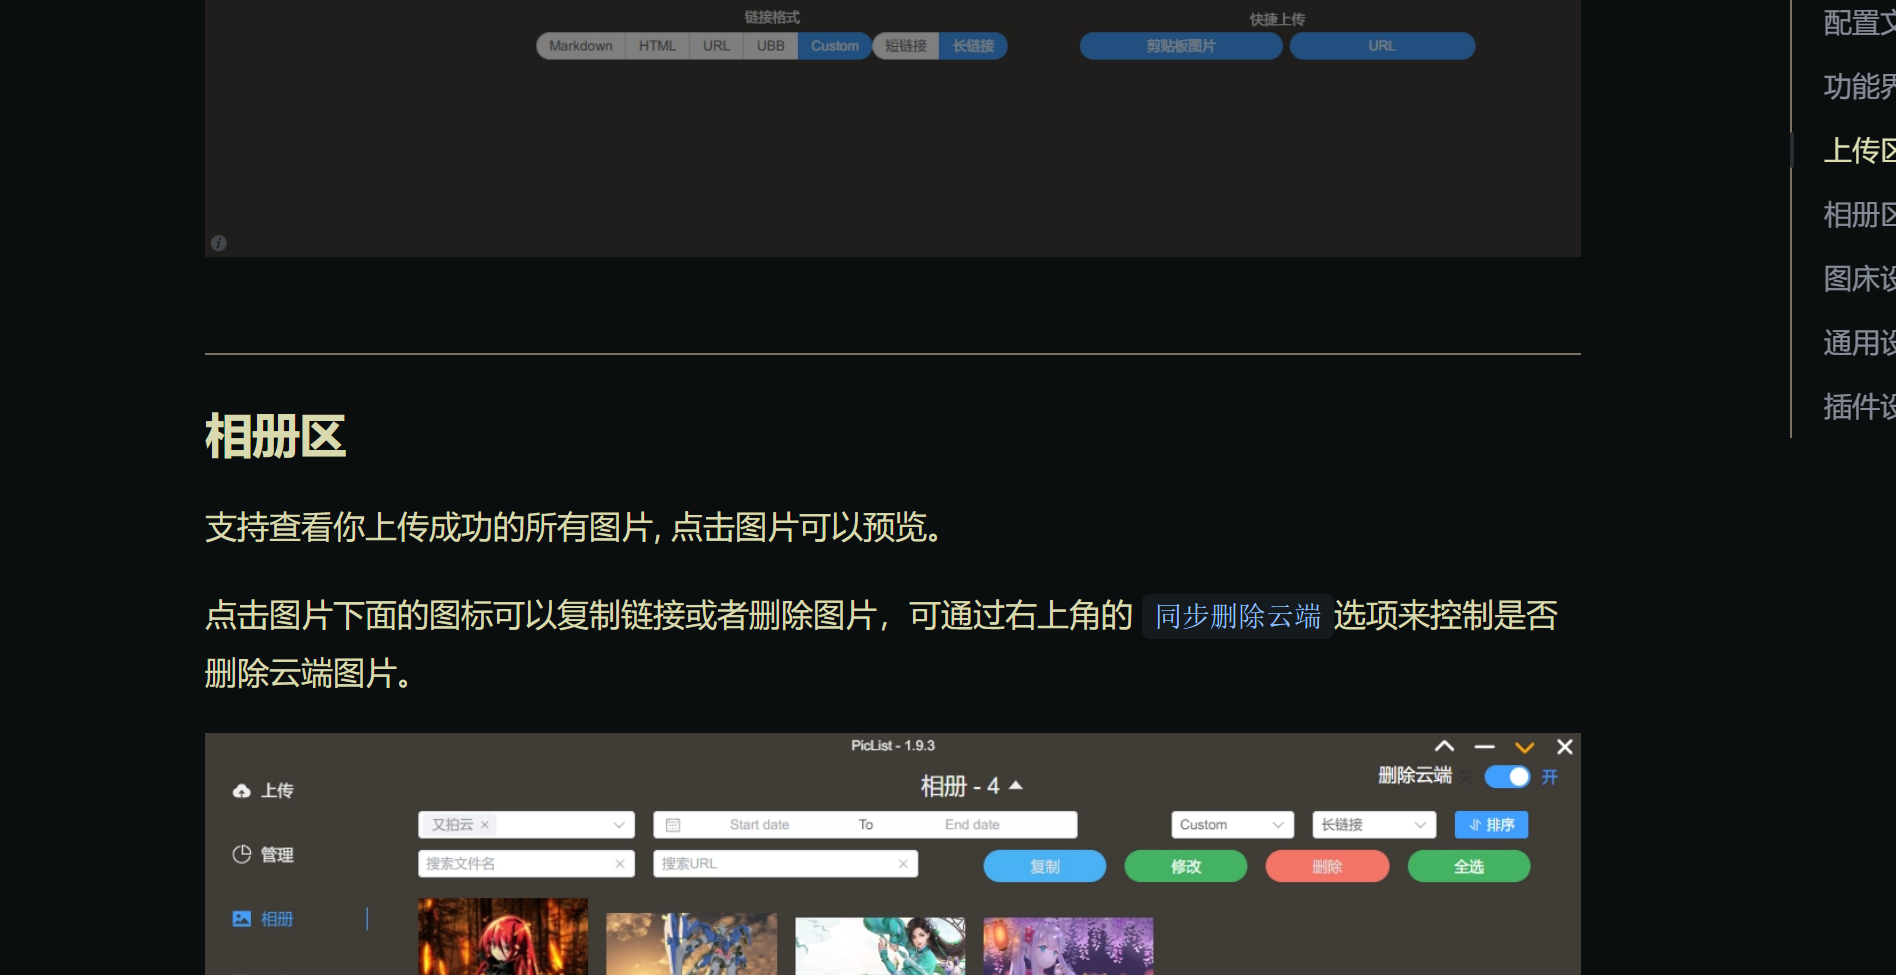 链接格式
快捷上传
Markdown HTML URL UBB Custom 短链接 长链接
剪贴板图片 URL
相册区
支持查看你上传成功的所有图片, 点击图片可以预览。
点击图片下面的图标可以复制链接或者删除图片，可通过右上角的 同步删除云端 选项来控制是否
删除云端图片。
PicList - 1.9.3
上传
管理
相册
相册 - 4
删除云端 关 开
又拍云 × Start date To End date Custom 长链接 排序
搜索文件名 搜索URL 复制 修改 删除 全选
配置文
功能界
上传区
相册区
图床设
通用设
插件设